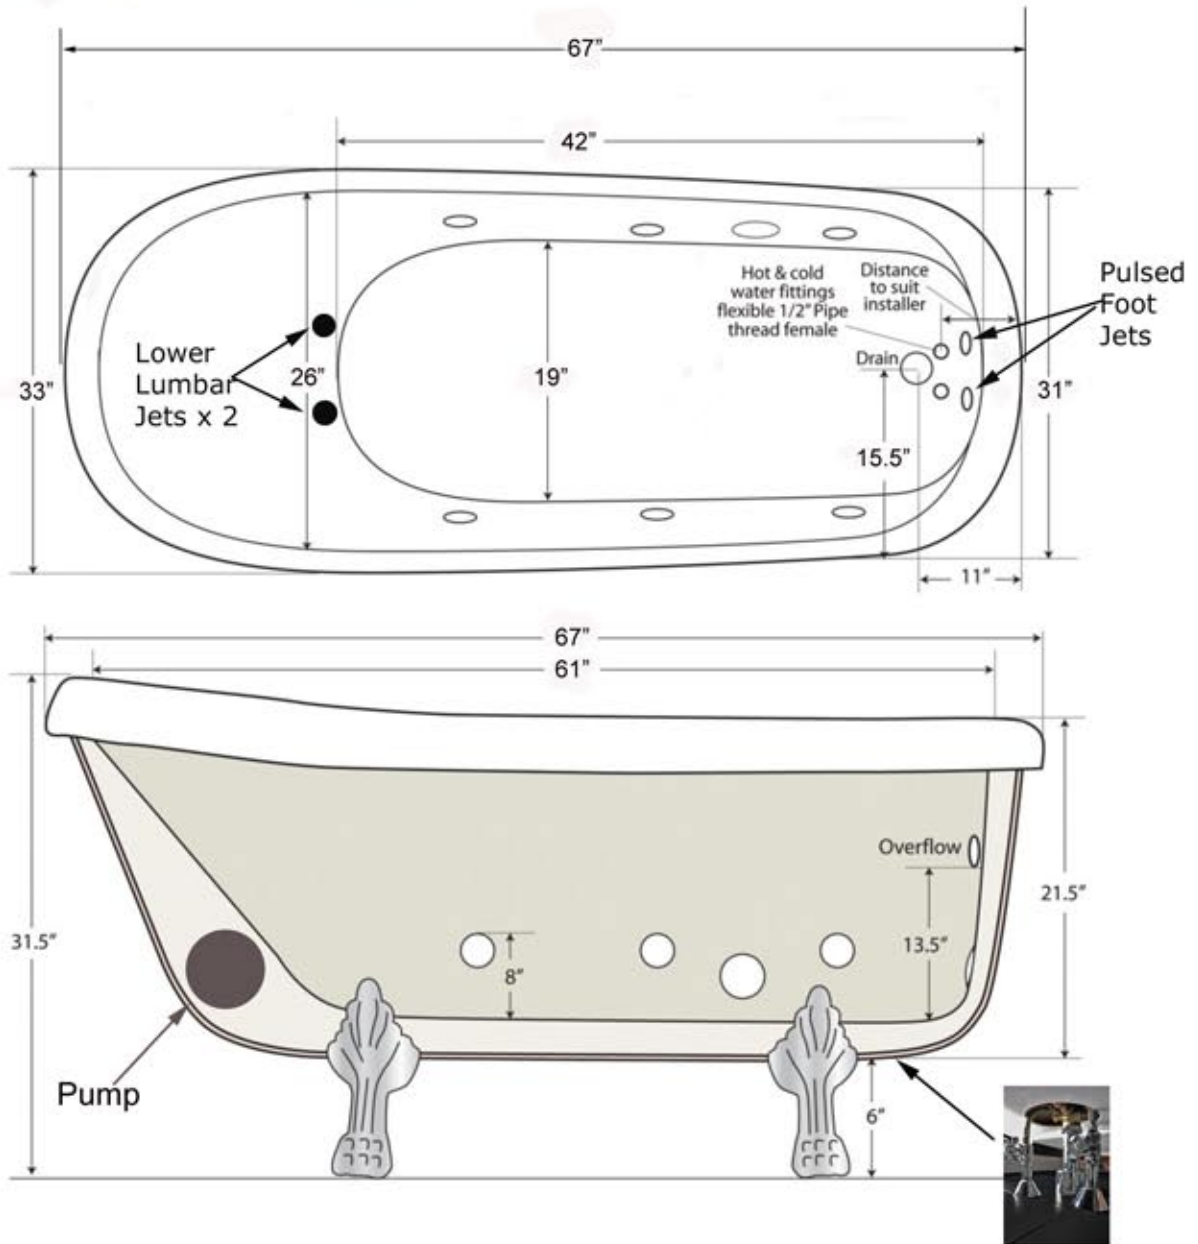 67”
42”
Hot & cold
water fittings
flexible 1/2” Pipe
thread female
Distance
to suit
installer
Pulsed
Foot
Jets
Lower
Lumbar
Jets x 2
33”
26”
19”
Drain
31”
15.5”
11”
67”
61”
Overflow
21.5”
31.5”
13.5”
8”
Pump
6”